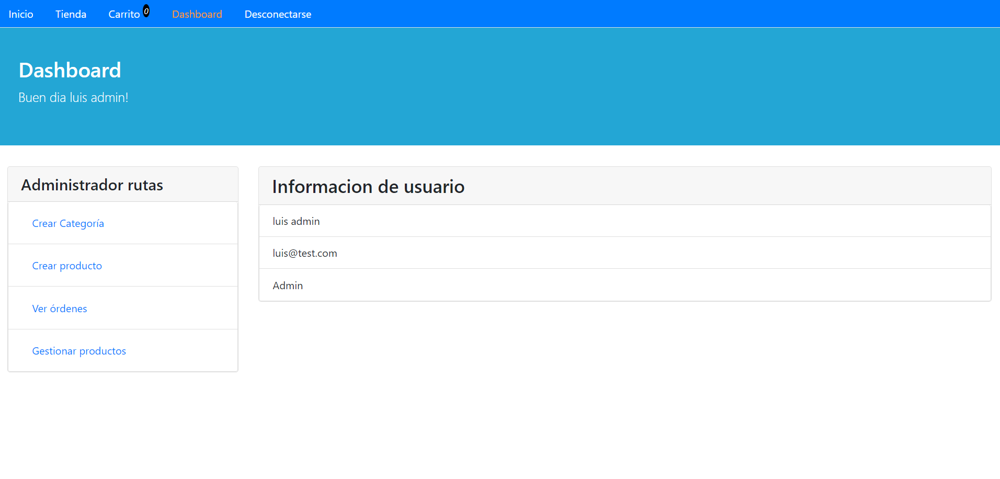 Inicio Tienda Carrito 0 Dashboard Desconectarse
Dashboard
Buen dia luis admin!
Administrador rutas
Crear Categoría
Crear producto
Ver órdenes
Gestionar productos
Informacion de usuario
luis admin
luis@test.com
Admin